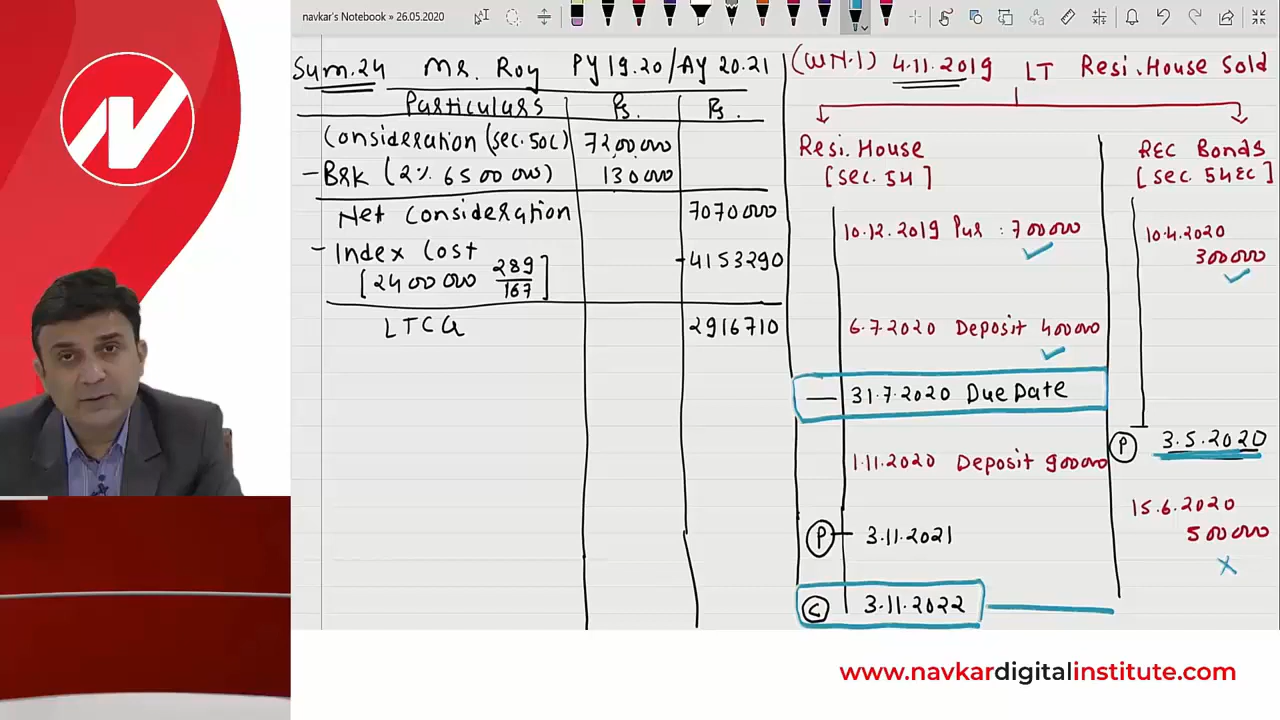 navkar's Notebook » 26.05.2020
Sum.24 Mr. Roy PY 19.20/AY 20.21
Particulars Rs. Rs.
Consideration (sec.50C) 7200000
- Brk (2% 6500000) 130000
Net consideration 7070000
- Index Cost - 4153290
[2400000 289/167]
LTCG 2916710
(WN.1) 4.11.2019 LT Resi.House Sold
Resi.House
[sec.54]
10.12.2019 Pur : 700000
6.7.2020 Deposit 400000
— 31.7.2020 Due Date
1.11.2020 Deposit 900000
P 3.11.2021
C 3.11.2022
REC Bonds
[sec.54EC]
10.4.2020
300000
P 3.5.2020
15.6.2020
500000
N
www.navkardigitalinstitute.com